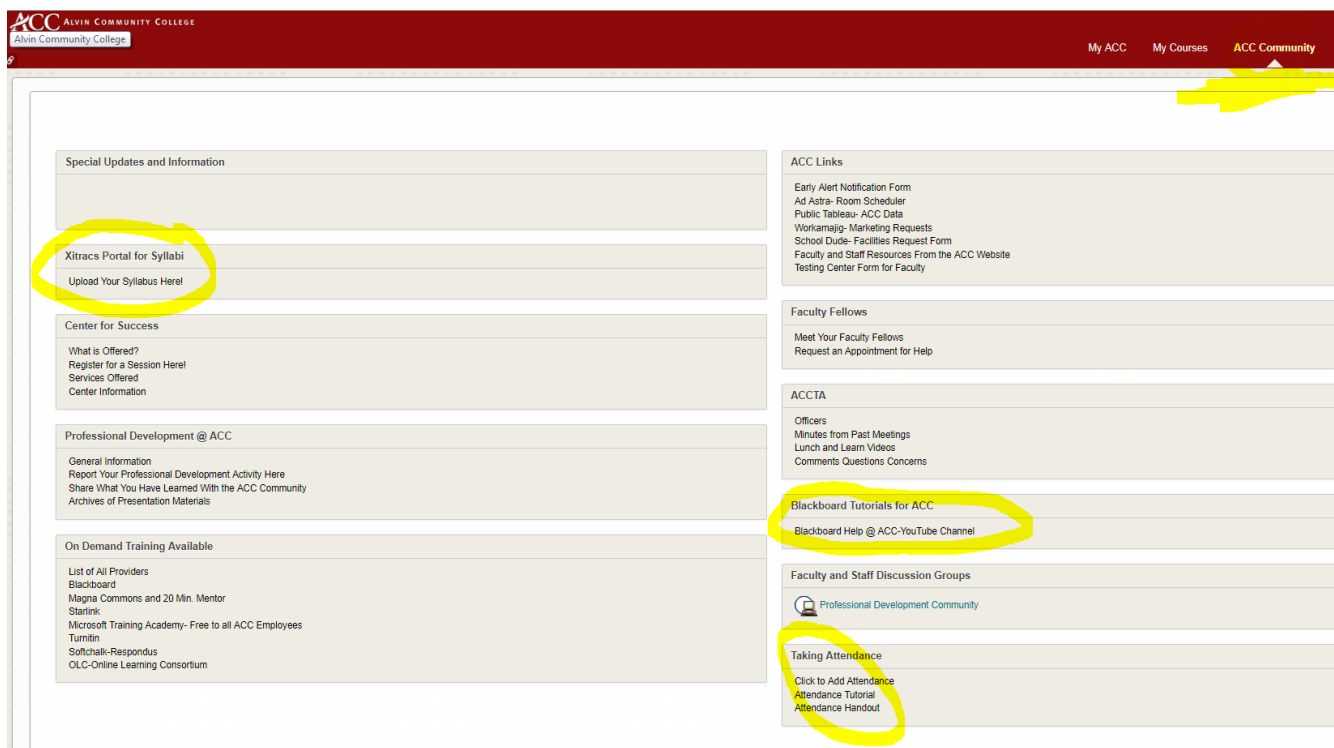 ACC ALVIN COMMUNITY COLLEGE
Alvin Community College
My ACC My Courses ACC Community
Special Updates and Information
Xitracs Portal for Syllabi
Upload Your Syllabus Here!
Center for Success
What is Offered?
Register for a Session Here!
Services Offered
Center Information
Professional Development @ ACC
General Information
Report Your Professional Development Activity Here
Share What You Have Learned With the ACC Community
Archives of Presentation Materials
On Demand Training Available
List of All Providers
Blackboard
Magna Commons and 20 Min. Mentor
Starlink
Microsoft Training Academy- Free to all ACC Employees
Turnitin
Softchalk-Respondus
OLC-Online Learning Consortium
ACC Links
Early Alert Notification Form
Ad Astra- Room Scheduler
Public Tableau- ACC Data
Workamajig- Marketing Requests
School Dude- Facilities Request Form
Faculty and Staff Resources From the ACC Website
Testing Center Form for Faculty
Faculty Fellows
Meet Your Faculty Fellows
Request an Appointment for Help
ACCTA
Officers
Minutes from Past Meetings
Lunch and Learn Videos
Comments Questions Concerns
Blackboard Tutorials for ACC
Blackboard Help @ ACC-YouTube Channel
Faculty and Staff Discussion Groups
Professional Development Community
Taking Attendance
Click to Add Attendance
Attendance Tutorial
Attendance Handout